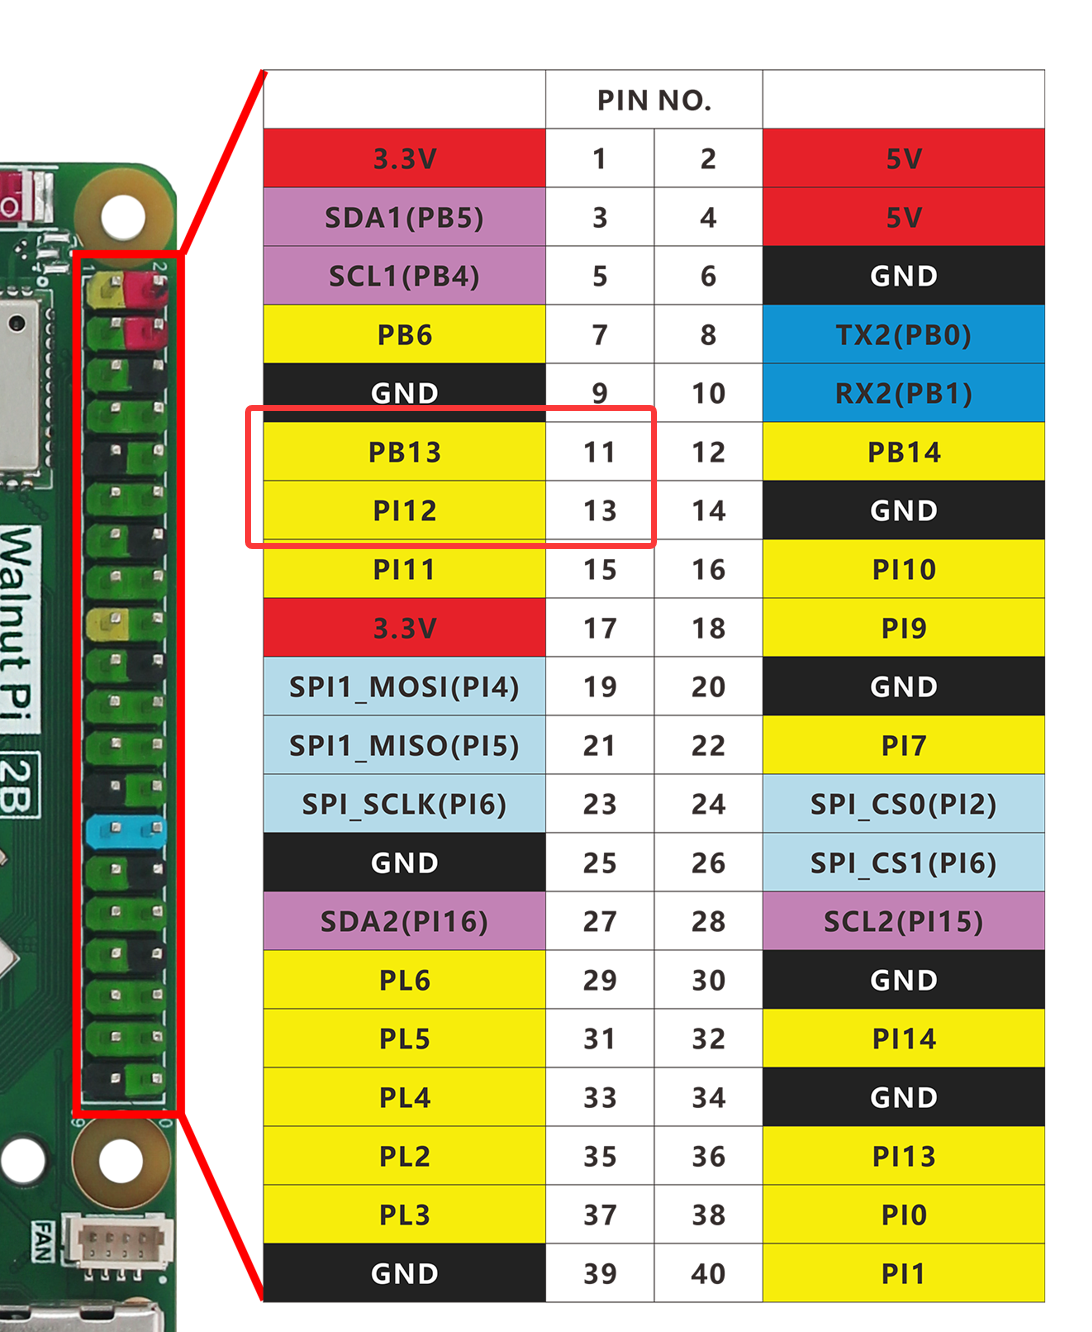 PIN NO.
3.3V 1 2 5V
SDA1(PB5) 3 4 5V
SCL1(PB4) 5 6 GND
PB6 7 8 TX2(PB0)
GND 9 10 RX2(PB1)
PB13 11 12 PB14
PI12 13 14 GND
PI11 15 16 PI10
3.3V 17 18 PI9
SPI1_MOSI(PI4) 19 20 GND
SPI1_MISO(PI5) 21 22 PI7
SPI_SCLK(PI6) 23 24 SPI_CS0(PI2)
GND 25 26 SPI_CS1(PI6)
SDA2(PI16) 27 28 SCL2(PI15)
PL6 29 30 GND
PL5 31 32 PI14
PL4 33 34 GND
PL2 35 36 PI13
PL3 37 38 PI0
GND 39 40 PI1
1 2
Walnut Pi 2B
FAN